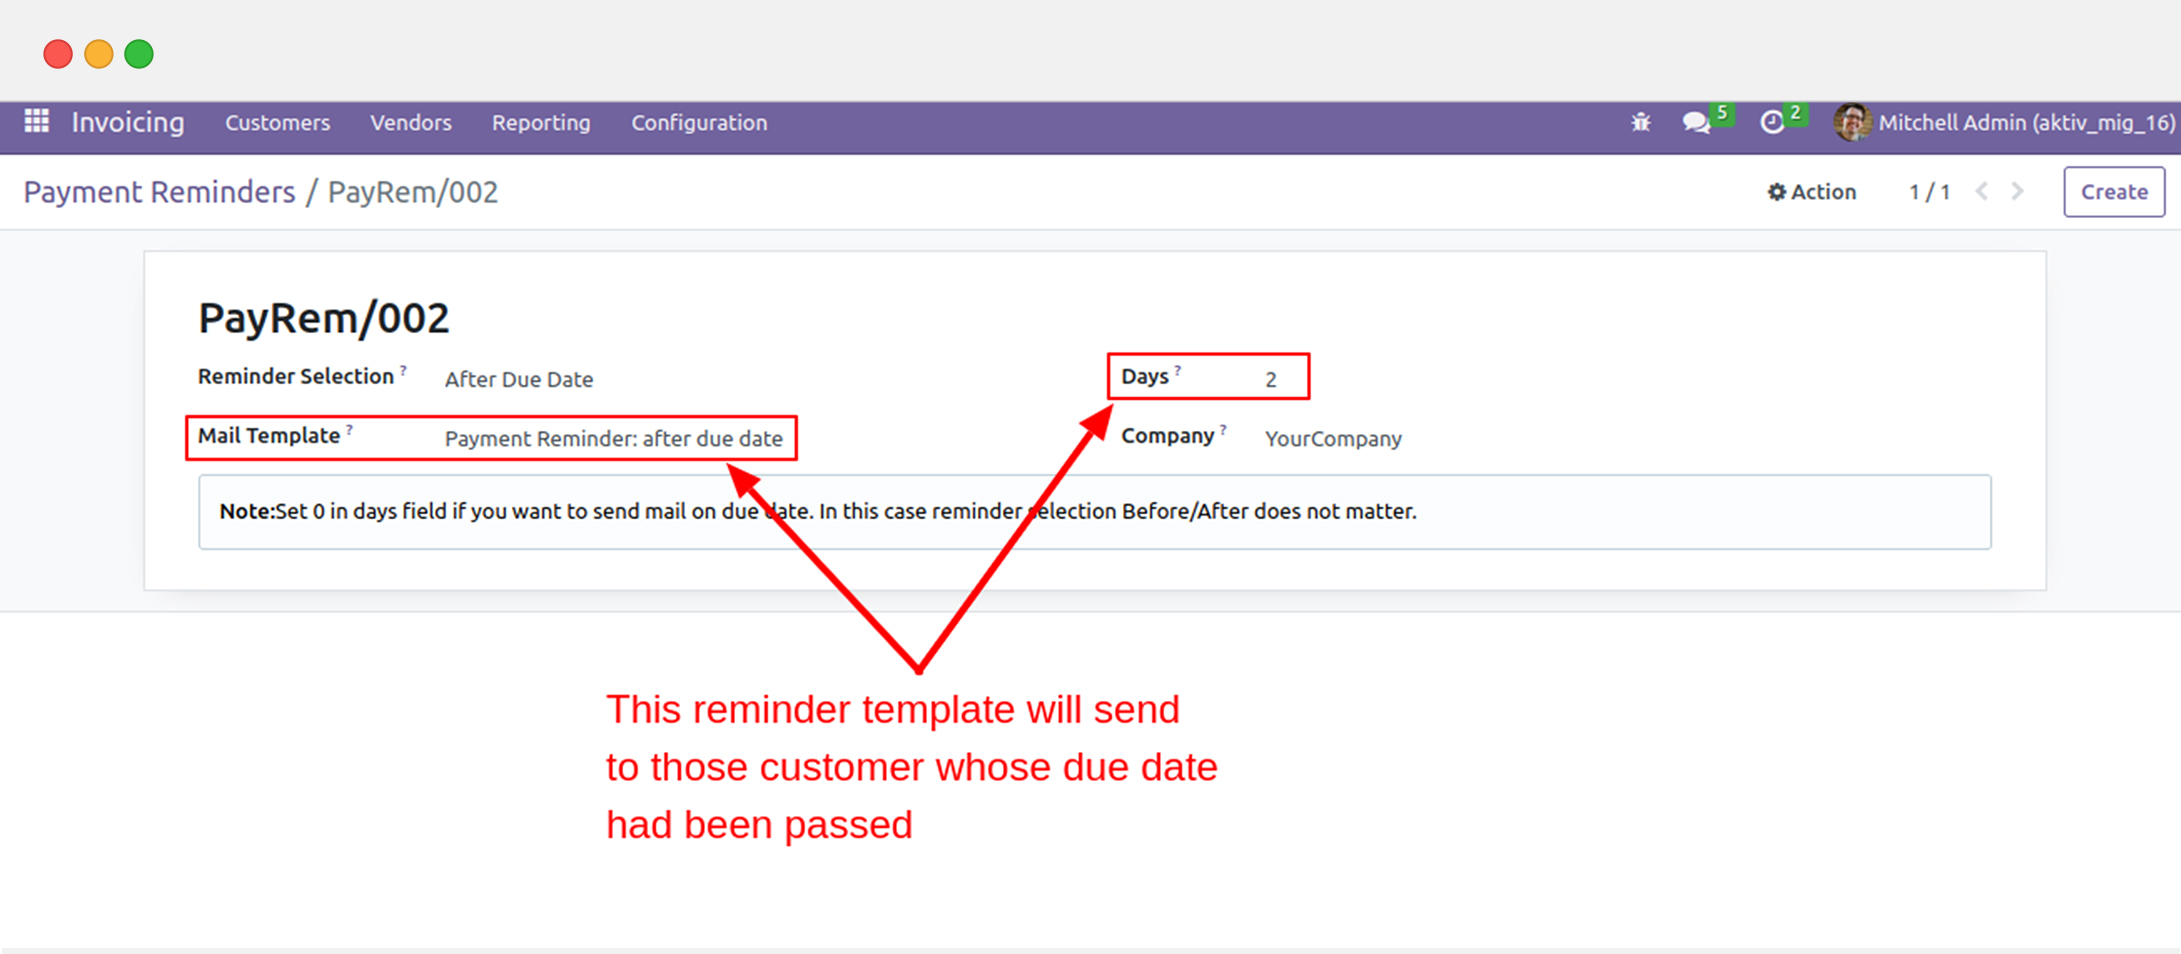 Invoicing Customers Vendors Reporting Configuration 5 2 Mitchell Admin (aktiv_mig_16)
Payment Reminders / PayRem/002 Action 1 / 1 Create
PayRem/002
Reminder Selection ? After Due Date Days ? 2
Mail Template ? Payment Reminder: after due date Company ? YourCompany
Note:Set 0 in days field if you want to send mail on due date. In this case reminder selection Before/After does not matter.
This reminder template will send
to those customer whose due date
had been passed